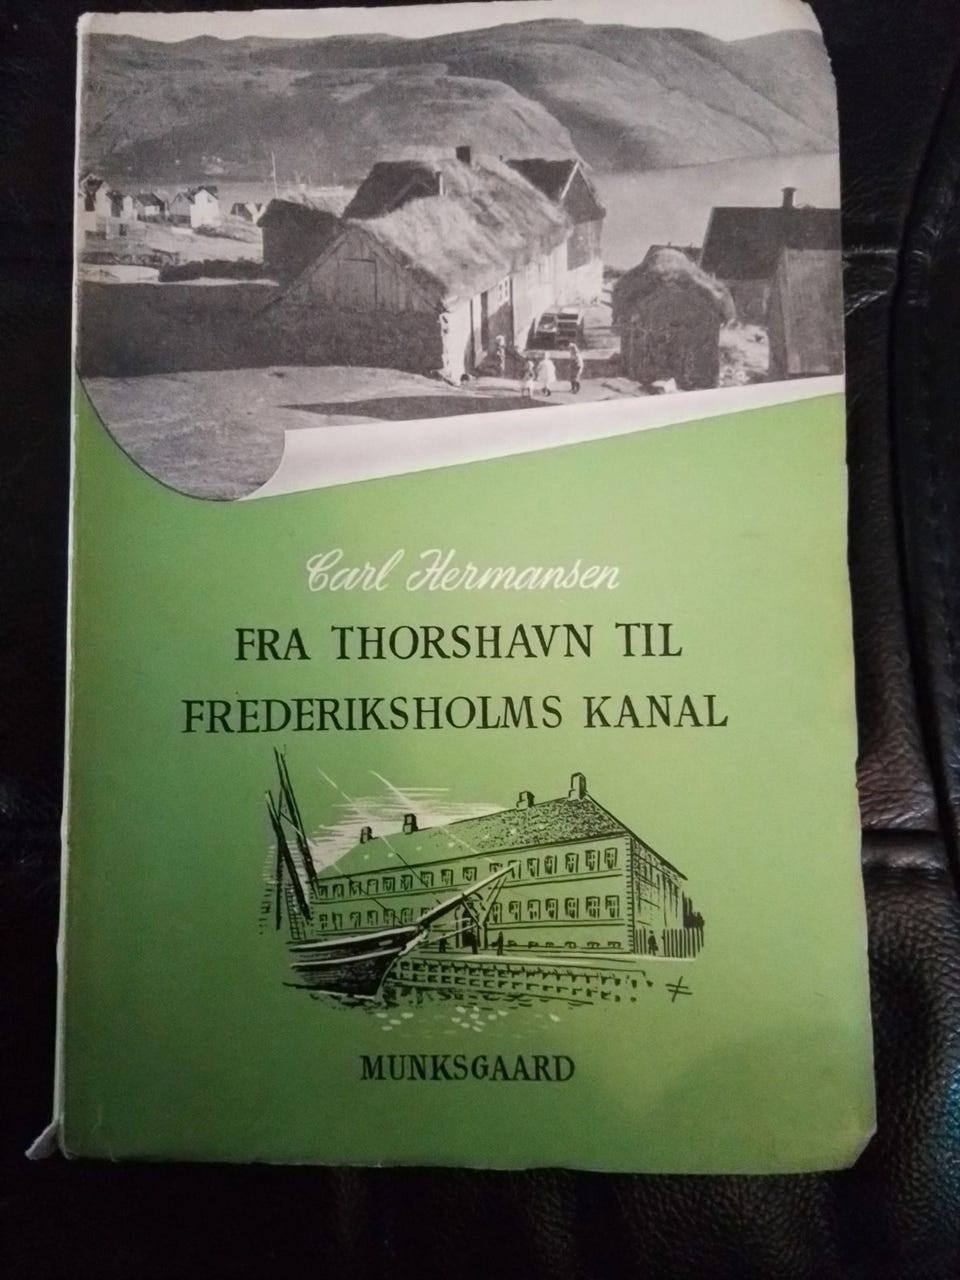 Carl Hermansen
FRA THORSHAVN TIL
FREDERIKSHOLMS KANAL
MUNKSGAARD